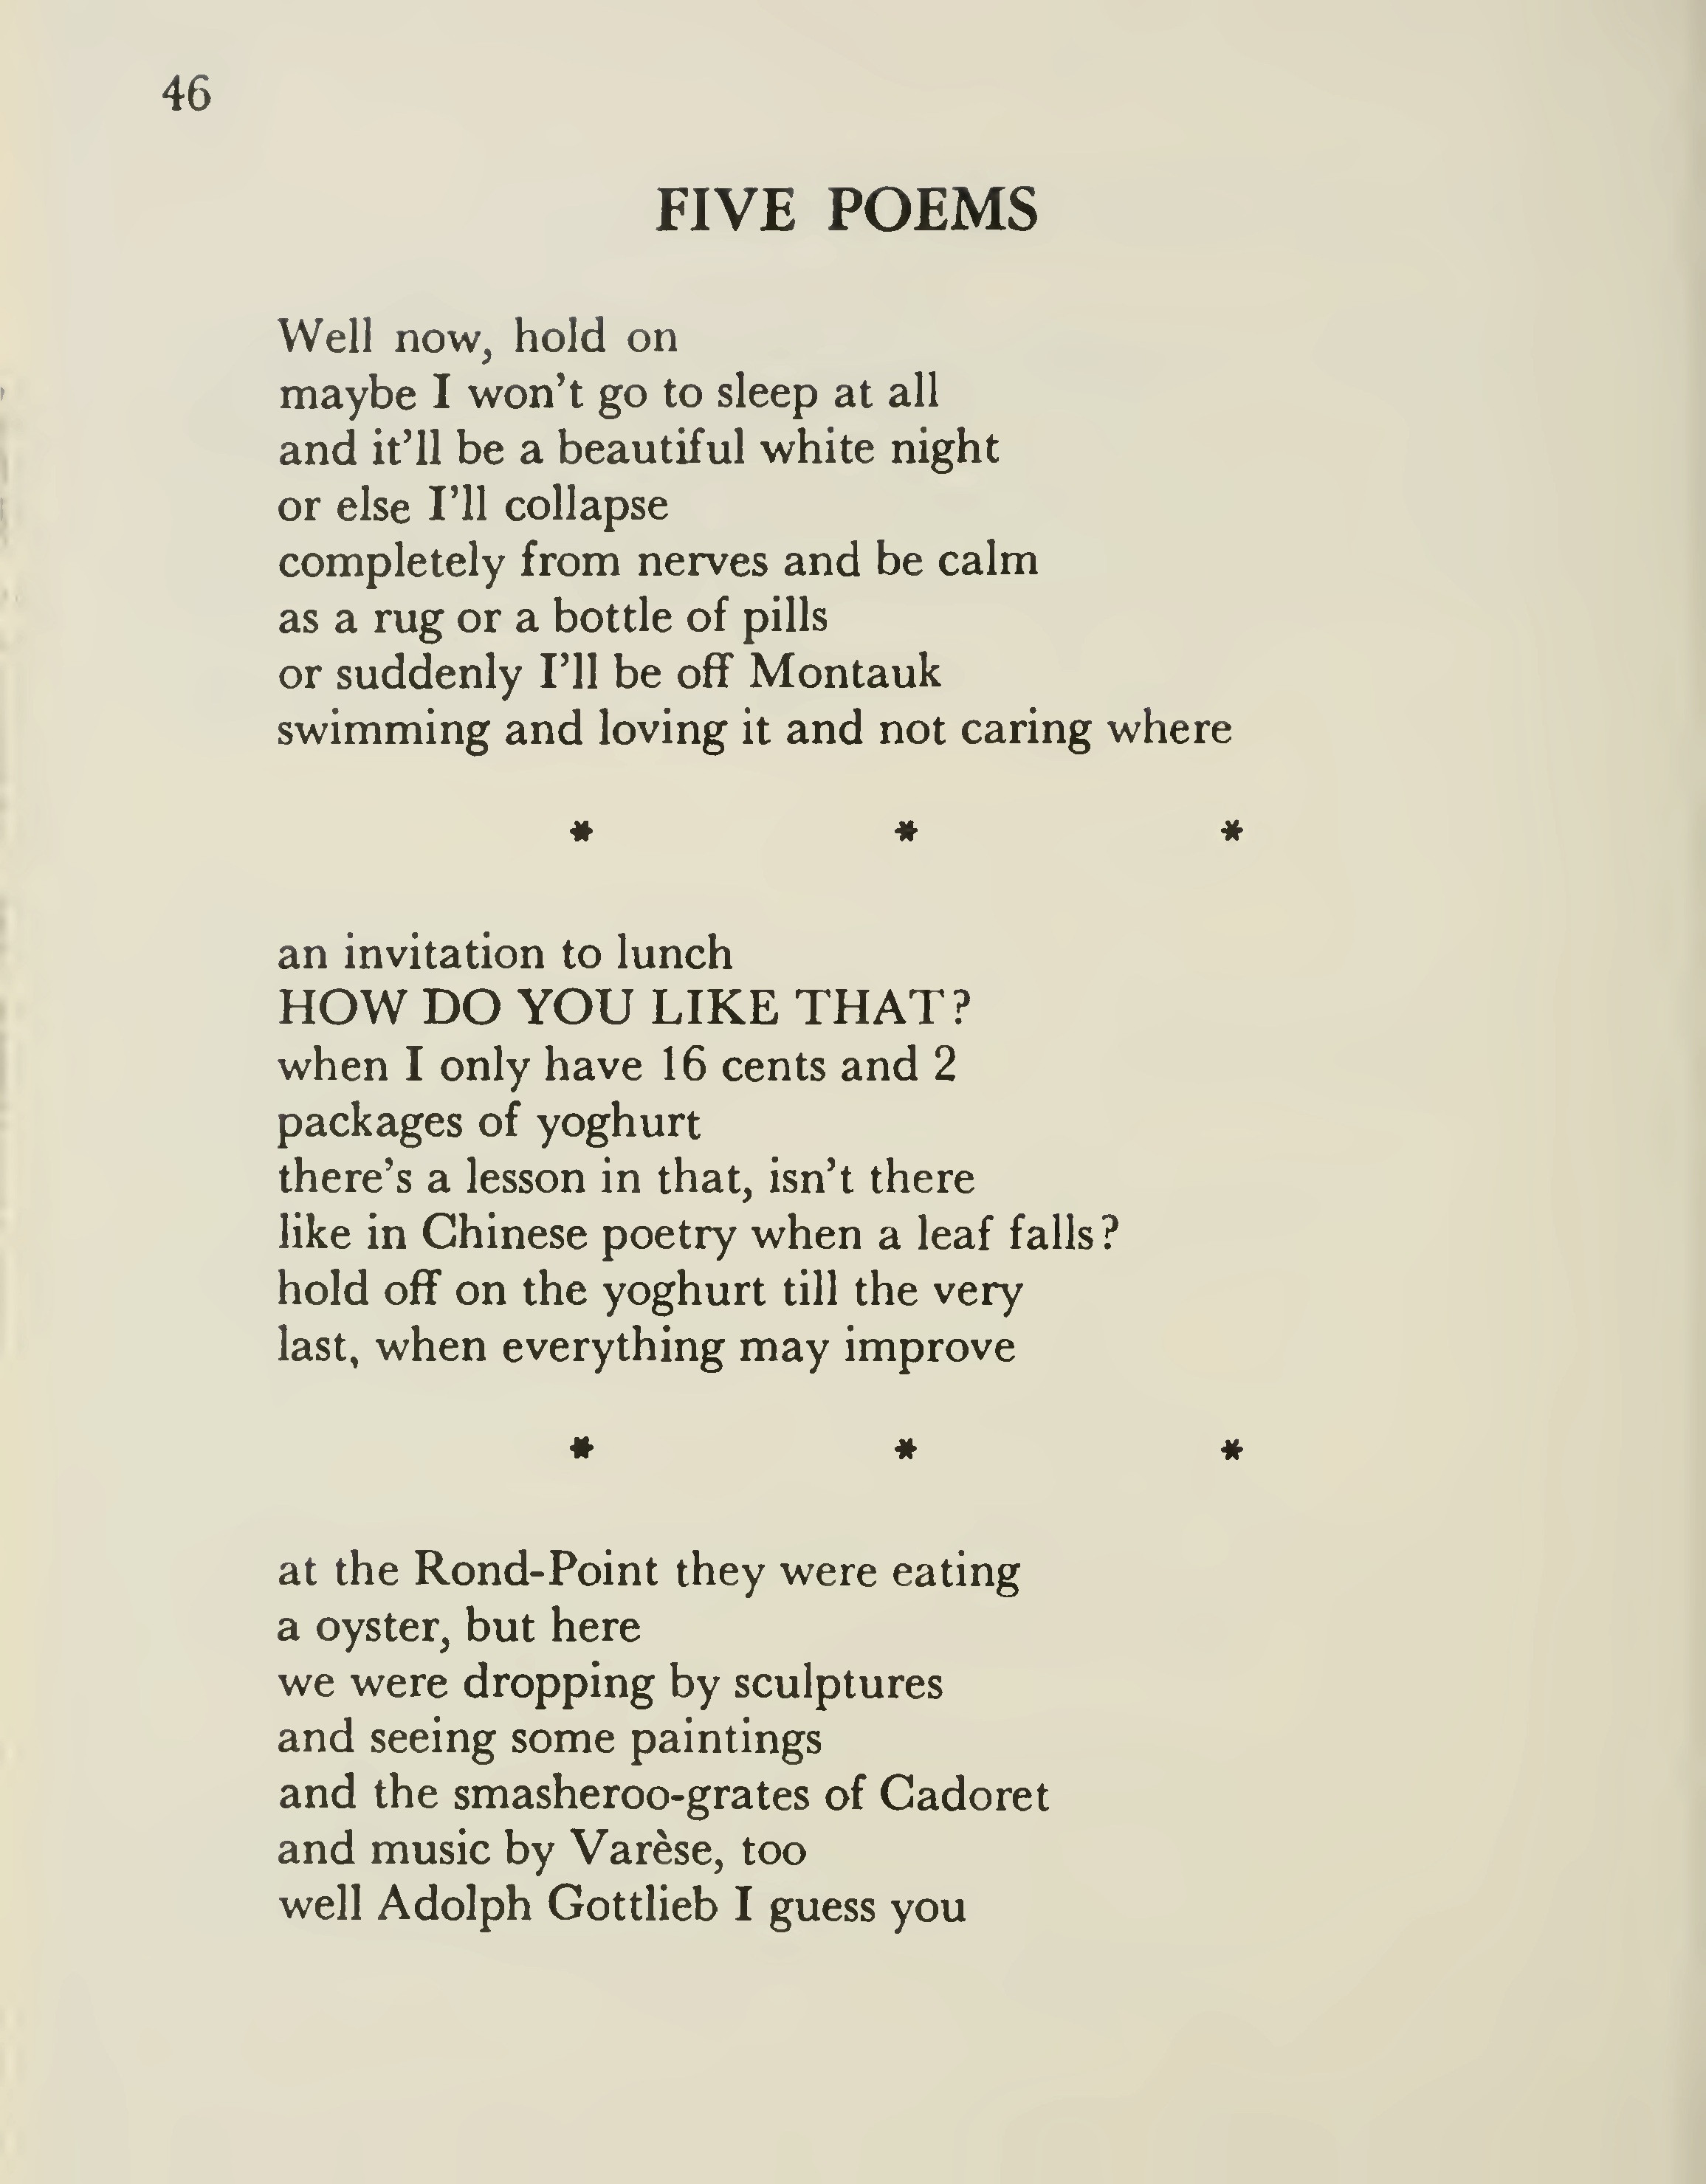 46
FIVE POEMS
Well now, hold on
maybe I won't go to sleep at all
and it'll be a beautiful white night
or else I'll collapse
completely from nerves and be calm
as a rug or a bottle of pills
or suddenly I'll be off Montauk
swimming and loving it and not caring where
* * *
an invitation to lunch
HOW DO YOU LIKE THAT?
when I only have 16 cents and 2
packages of yoghurt
there's a lesson in that, isn't there
like in Chinese poetry when a leaf falls?
hold off on the yoghurt till the very
last, when everything may improve
* * *
at the Rond-Point they were eating
a oyster, but here
we were dropping by sculptures
and seeing some paintings
and the smasheroo-grates of Cadoret
and music by Varèse, too
well Adolph Gottlieb I guess you